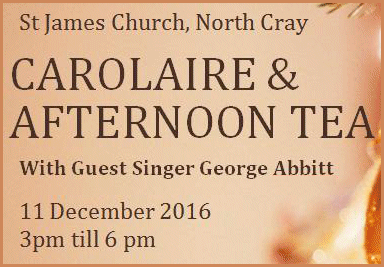 St James Church, North Cray
CAROLAIRE &
AFTERNOON TEA
With Guest Singer George Abbitt
11 December 2016
3pm till 6 pm